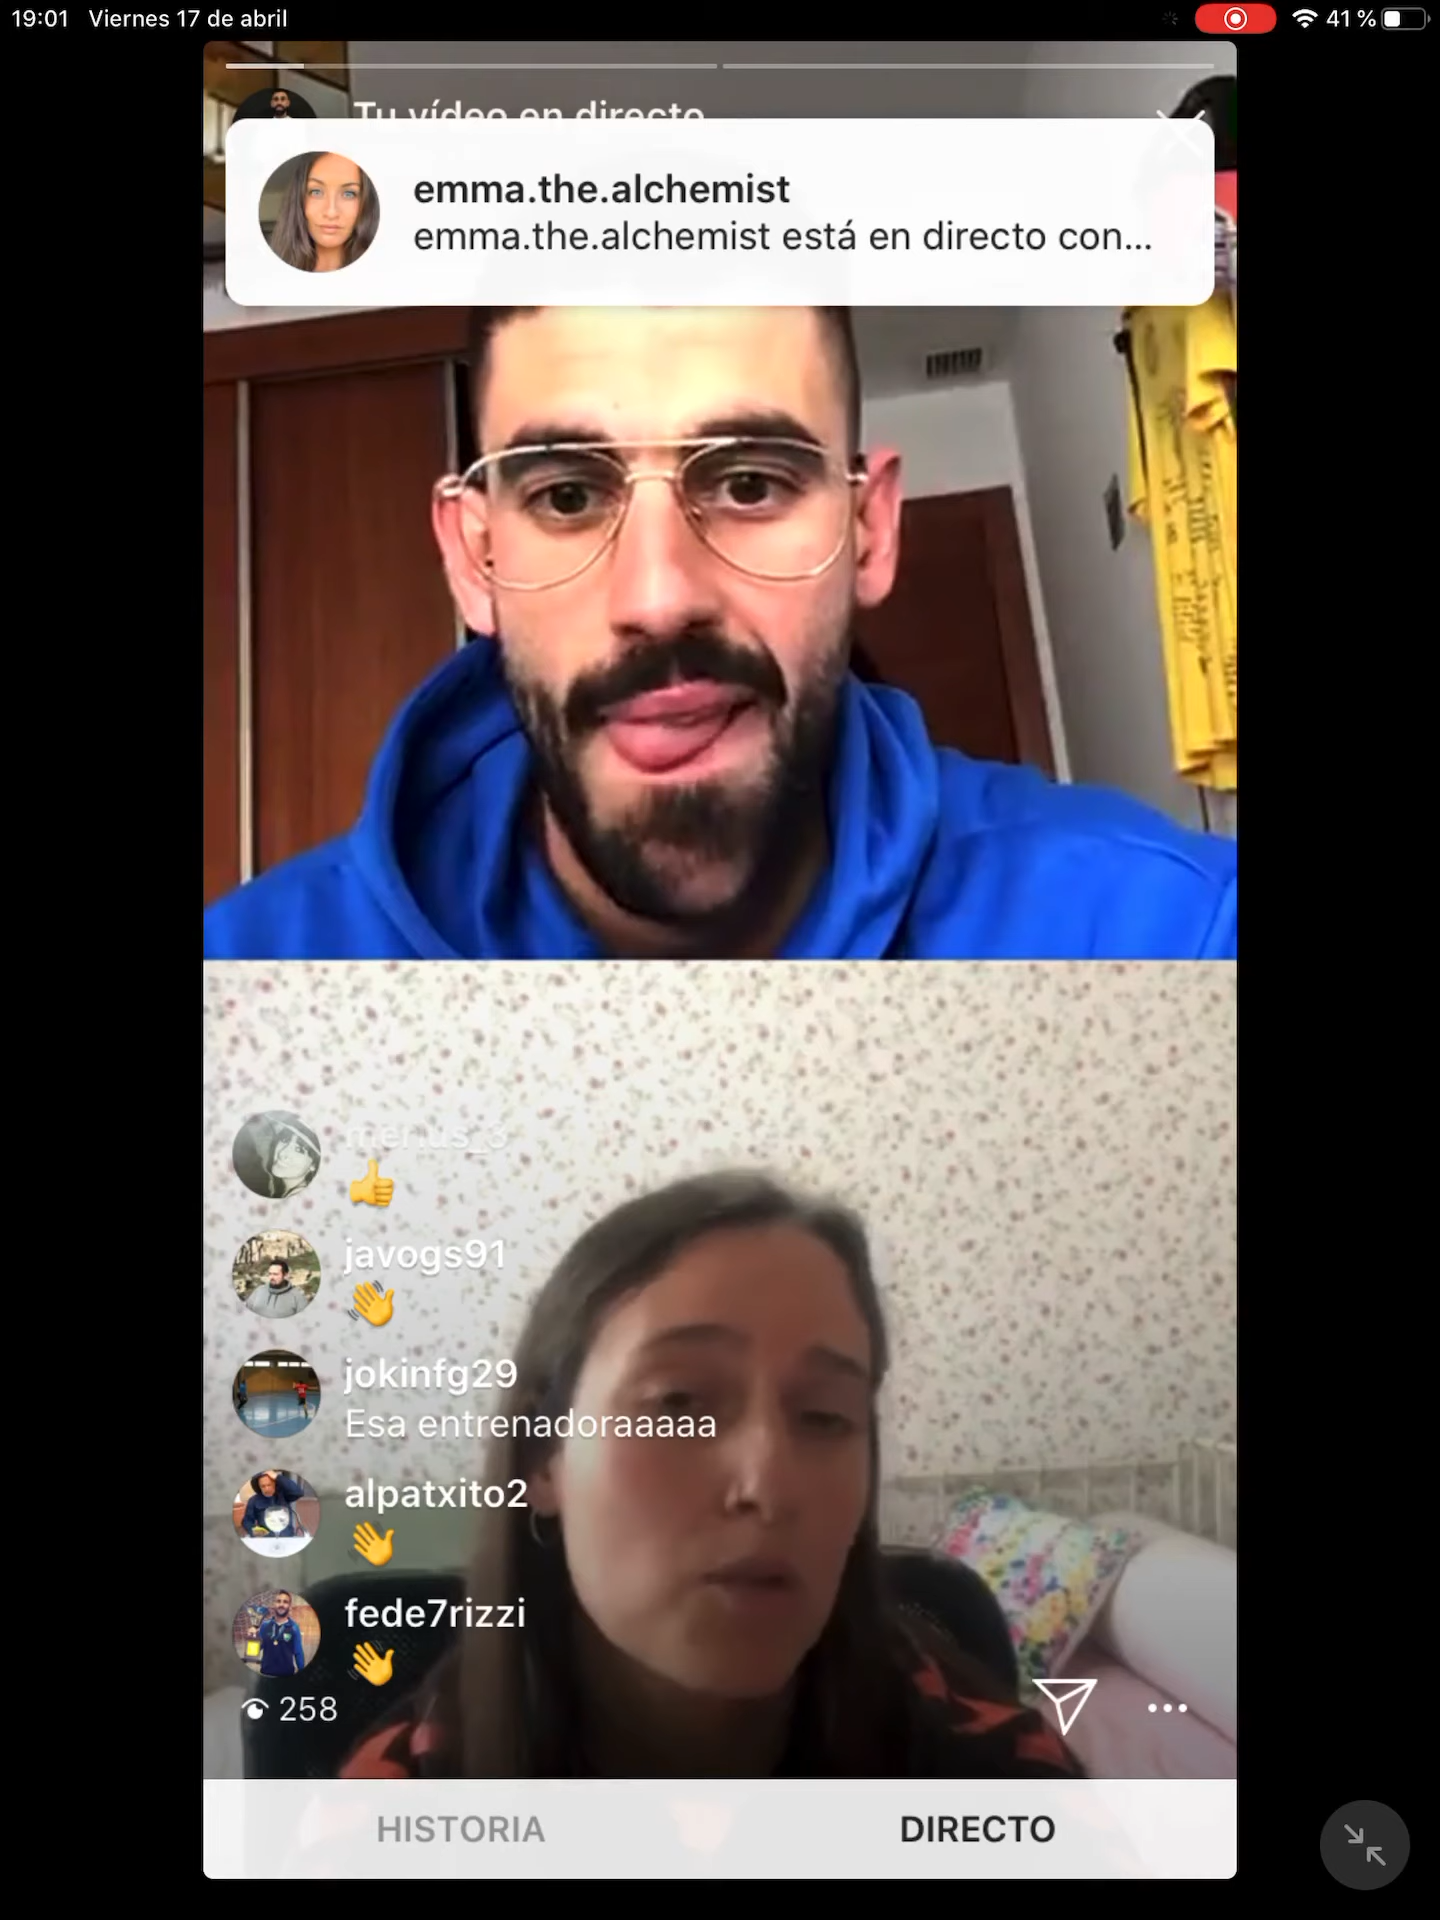 19:01 Viernes 17 de abril
41 %
Tu vídeo en directo
emma.the.alchemist
emma.the.alchemist está en directo con...
merius_3
javogs91
jokinfg29
Esa entrenadoraaaaa
alpatxito2
fede7rizzi
258
HISTORIA
DIRECTO